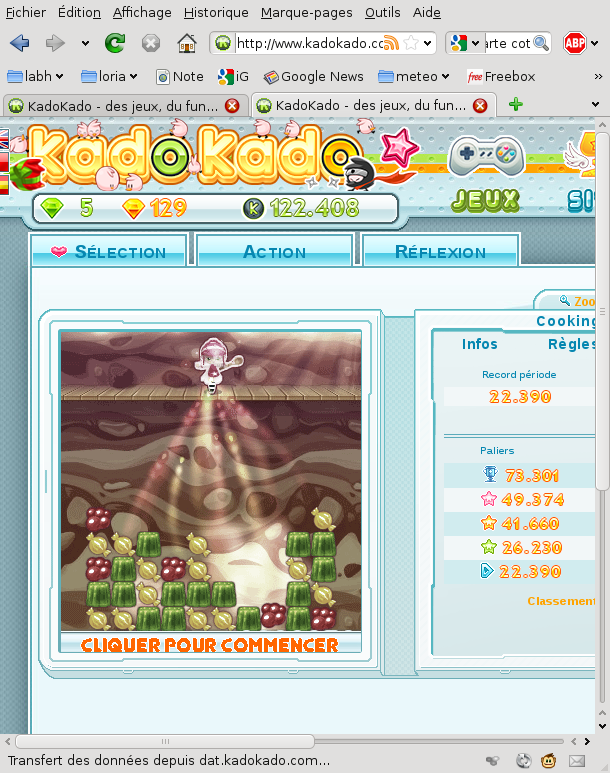 Fichier Édition Affichage Historique Marque-pages Outils Aide
http://www.kadokado.co arte cot ABP
labh loria Note iG Google News meteo free Freebox »
KadoKado - des jeux, du fun... KadoKado - des jeux, du fun...
KadoKado
JEUX
5 129 K 122.408
SÉLECTION ACTION RÉFLEXION
Zoo
Cooking
Infos Règles
Record période
22.390
Paliers
73.301
49.374
41.660
26.230
22.390
Classement
CLIQUER POUR COMMENCER
Transfert des données depuis dat.kadokado.com...